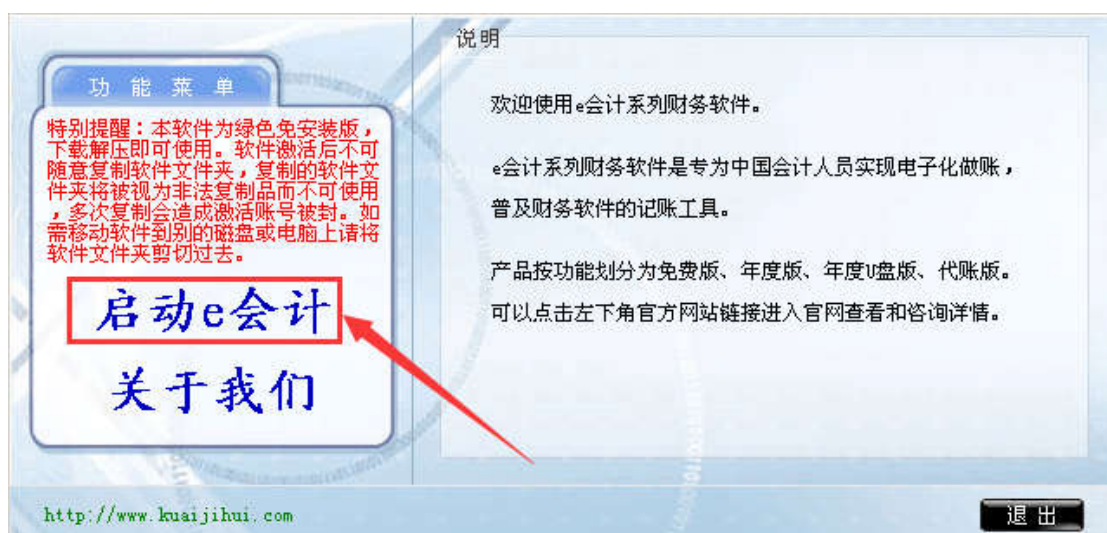 功 能 菜 单
特别提醒：本软件为绿色免安装版，
下载解压即可使用。软件激活后不可
随意复制软件文件夹，复制的软件文
件夹将被视为非法复制品而不可使用
，多次复制会造成激活账号被封。如
需移动软件到别的磁盘或电脑上请将
软件文件夹剪切过去。
启动e会计
关于我们
说明
欢迎使用e会计系列财务软件。
e会计系列财务软件是专为中国会计人员实现电子化做账，
普及财务软件的记账工具。
产品按功能划分为免费版、年度版、年度U盘版、代账版。
可以点击左下角官方网站链接进入官网查看和咨询详情。
http://www.kuaijihui.com
退 出